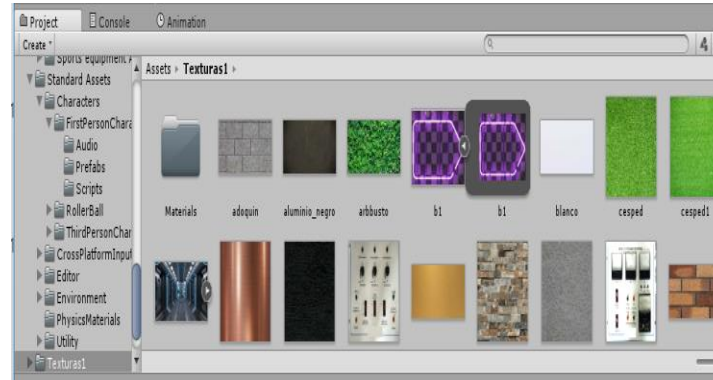 Project Console Animation
Create
Sports equipment
Standard Assets
Assets Texturas1
Characters
FirstPersonChara
Audio
Prefabs
Scripts
RollerBall
ThirdPersonChar
CrossPlatformInput
Editor
Environment
PhysicsMaterials
Utility
Texturas1
Materials adoquin aluminio_negro arbbusto b1 b1 blanco cesped cesped1